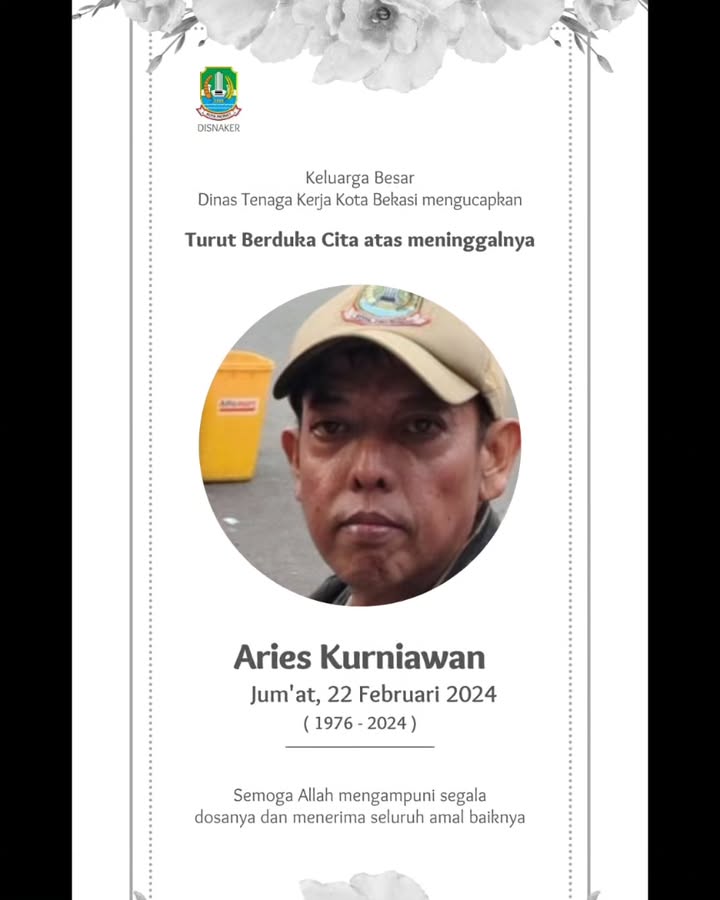 DISNAKER
Keluarga Besar
Dinas Tenaga Kerja Kota Bekasi mengucapkan
Turut Berduka Cita atas meninggalnya
Aries Kurniawan
Jum'at, 22 Februari 2024
( 1976 - 2024 )
Semoga Allah mengampuni segala
dosanya dan menerima seluruh amal baiknya